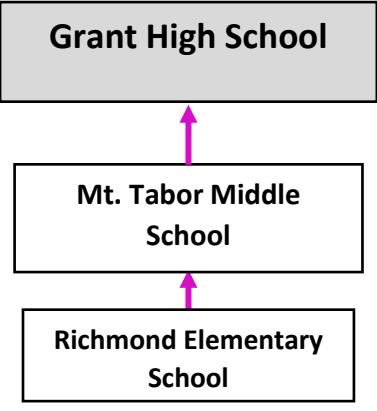 Grant High School
Mt. Tabor Middle
School
Richmond Elementary
School